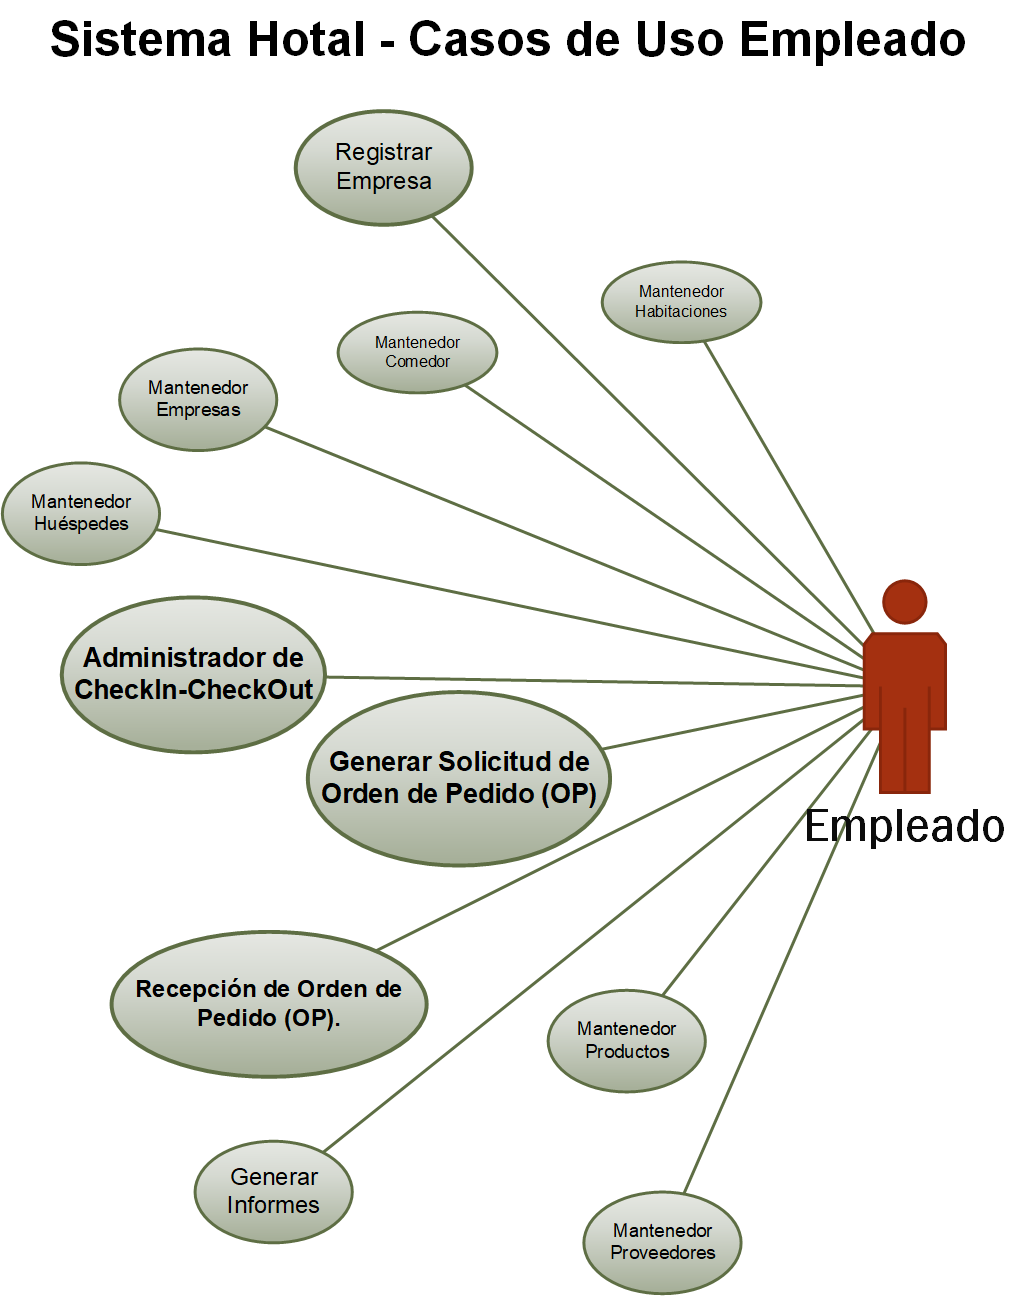 Sistema Hotal - Casos de Uso Empleado
Registrar
Empresa
Mantenedor
Habitaciones
Mantenedor
Comedor
Mantenedor
Empresas
Mantenedor
Huéspedes
Administrador de
CheckIn-CheckOut
Generar Solicitud de
Orden de Pedido (OP)
Empleado
Recepción de Orden de
Pedido (OP).
Mantenedor
Productos
Generar
Informes
Mantenedor
Proveedores